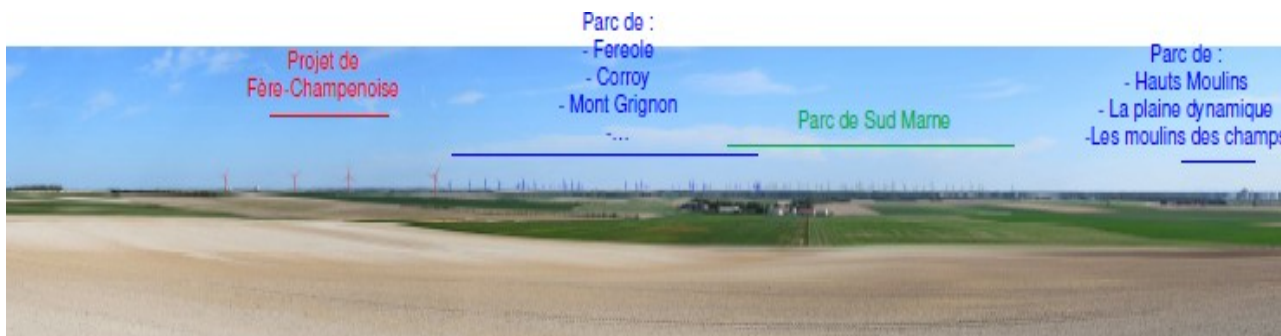 Projet de
Fère-Champenoise
Parc de :
- Fereole
- Corroy
- Mont Grignon
-...
Parc de Sud Marne
Parc de :
- Hauts Moulins
- La plaine dynamique
-Les moulins des champs